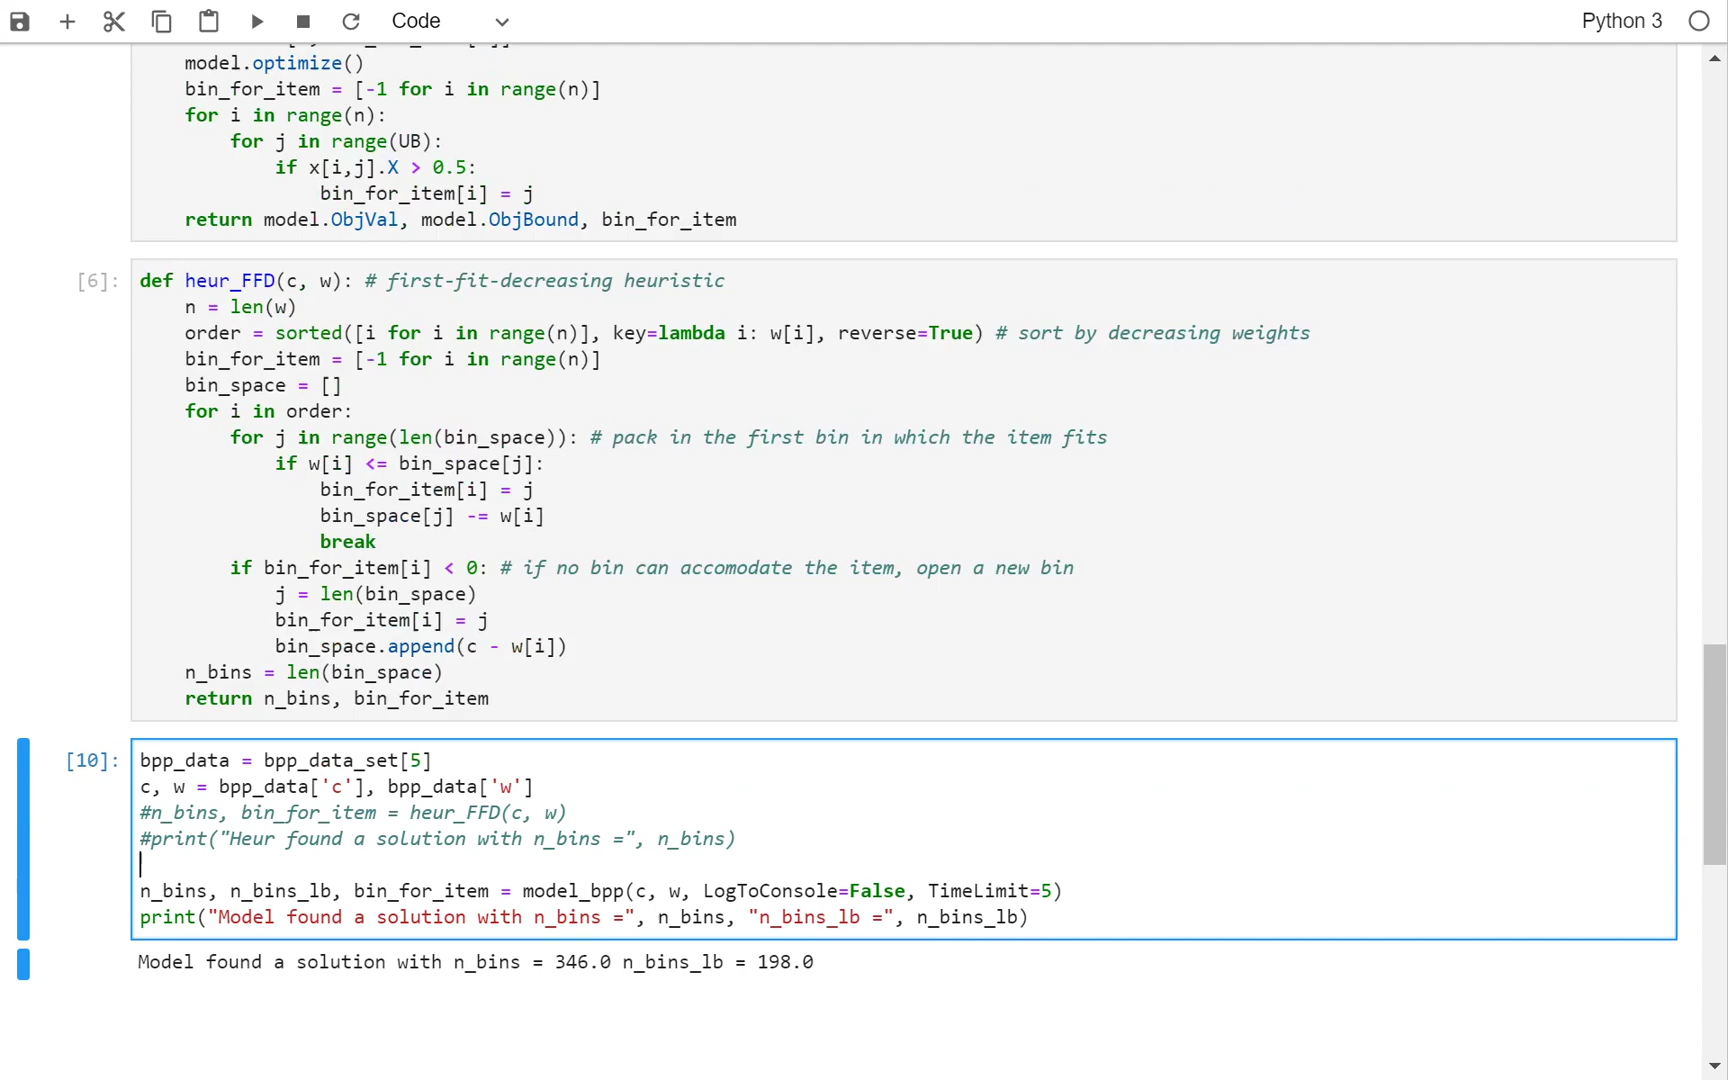 Code
Python 3
model.optimize()
bin_for_item = [-1 for i in range(n)]
for i in range(n):
for j in range(UB):
if x[i,j].X > 0.5:
bin_for_item[i] = j
return model.ObjVal, model.ObjBound, bin_for_item
[6]:
def heur_FFD(c, w): # first-fit-decreasing heuristic
n = len(w)
order = sorted([i for i in range(n)], key=lambda i: w[i], reverse=True) # sort by decreasing weights
bin_for_item = [-1 for i in range(n)]
bin_space = []
for i in order:
for j in range(len(bin_space)): # pack in the first bin in which the item fits
if w[i] <= bin_space[j]:
bin_for_item[i] = j
bin_space[j] -= w[i]
break
if bin_for_item[i] < 0: # if no bin can accomodate the item, open a new bin
j = len(bin_space)
bin_for_item[i] = j
bin_space.append(c - w[i])
n_bins = len(bin_space)
return n_bins, bin_for_item
[10]:
bpp_data = bpp_data_set[5]
c, w = bpp_data['c'], bpp_data['w']
#n_bins, bin_for_item = heur_FFD(c, w)
#print("Heur found a solution with n_bins =", n_bins)
n_bins, n_bins_lb, bin_for_item = model_bpp(c, w, LogToConsole=False, TimeLimit=5)
print("Model found a solution with n_bins =", n_bins, "n_bins_lb =", n_bins_lb)
Model found a solution with n_bins = 346.0 n_bins_lb = 198.0